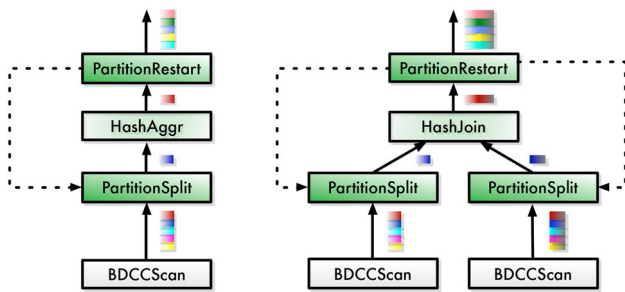 PartitionRestart
HashAggr
PartitionSplit
BDCCScan
PartitionRestart
HashJoin
PartitionSplit
PartitionSplit
BDCCScan
BDCCScan